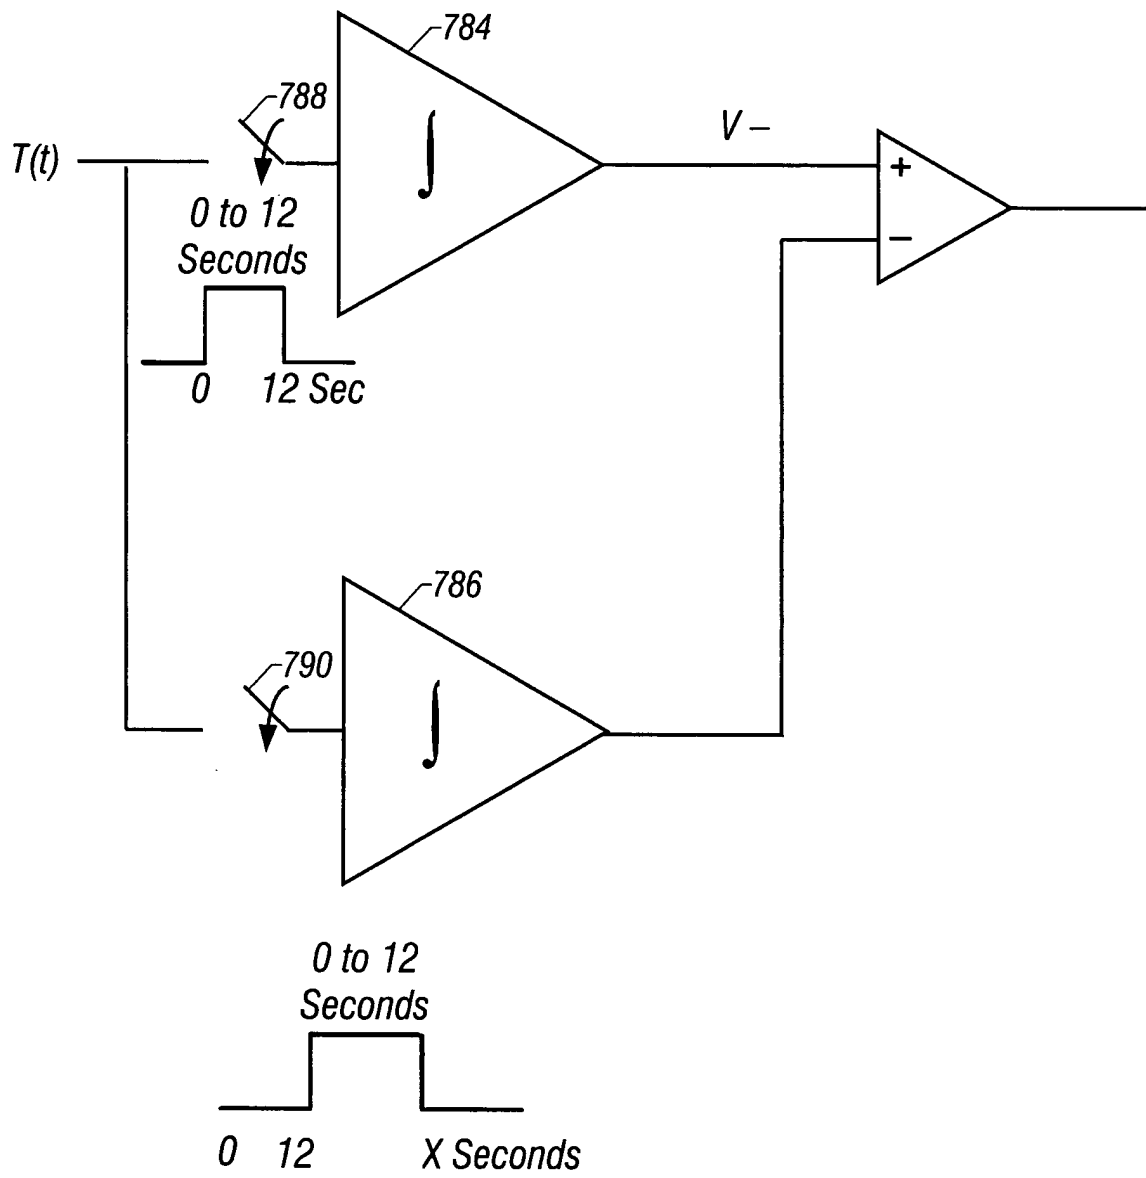 784
788
T(t)
∫
V –
+
–
0 to 12
Seconds
0 12 Sec
786
790
∫
0 to 12
Seconds
0 12 X Seconds